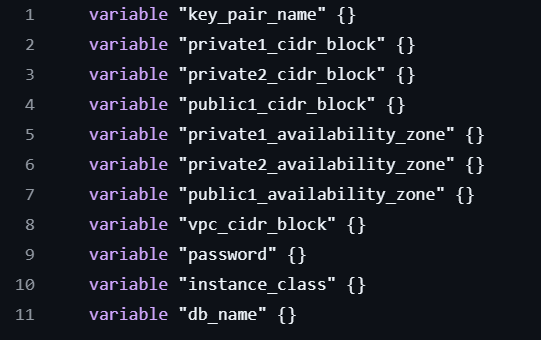 1 variable "key_pair_name" {}
2 variable "private1_cidr_block" {}
3 variable "private2_cidr_block" {}
4 variable "public1_cidr_block" {}
5 variable "private1_availability_zone" {}
6 variable "private2_availability_zone" {}
7 variable "public1_availability_zone" {}
8 variable "vpc_cidr_block" {}
9 variable "password" {}
10 variable "instance_class" {}
11 variable "db_name" {}